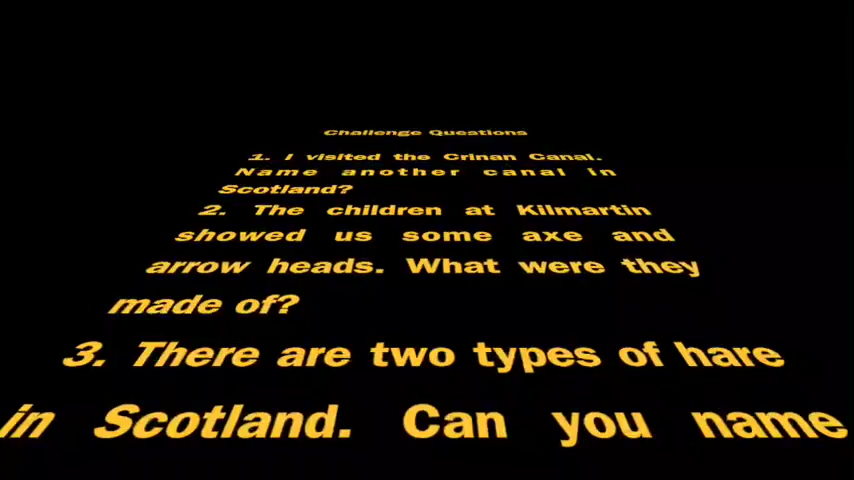 Challenge Questions
1. I visited the Crinan Canal.
Name another canal in
Scotland?
2. The children at Kilmartin
showed us some axe and
arrow heads. What were they
made of?
3. There are two types of hare
in Scotland. Can you name